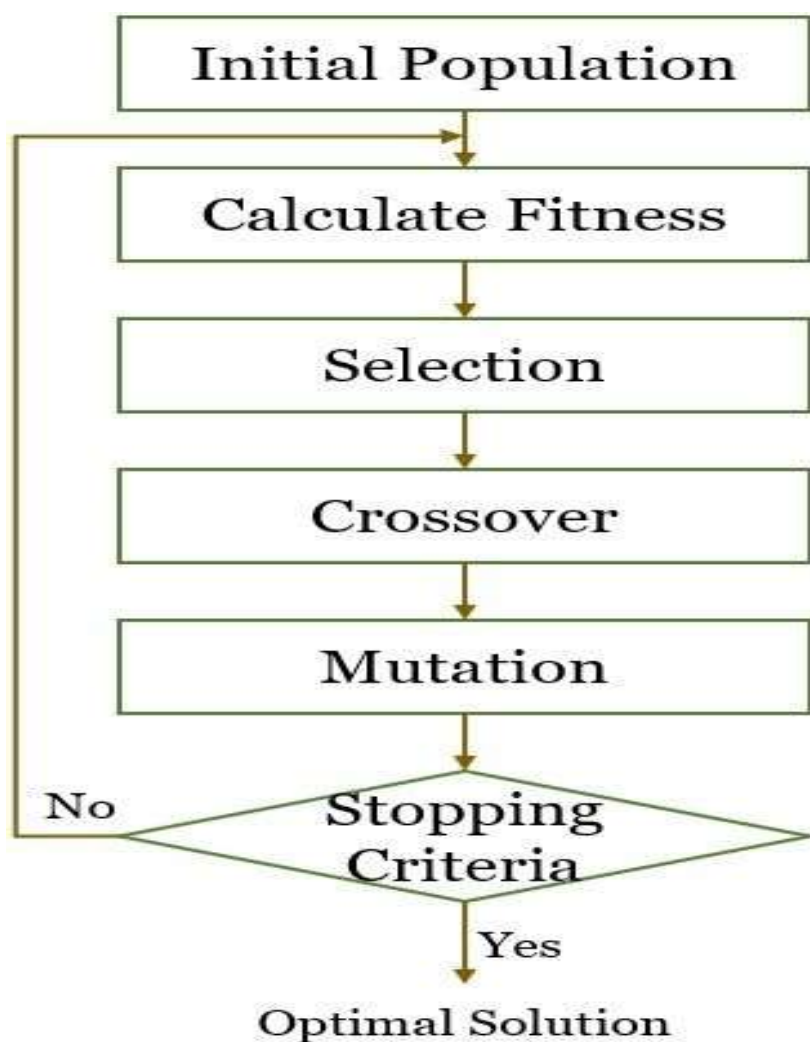 Initial Population
Calculate Fitness
Selection
Crossover
Mutation
Stopping
Criteria
No
Yes
Optimal Solution